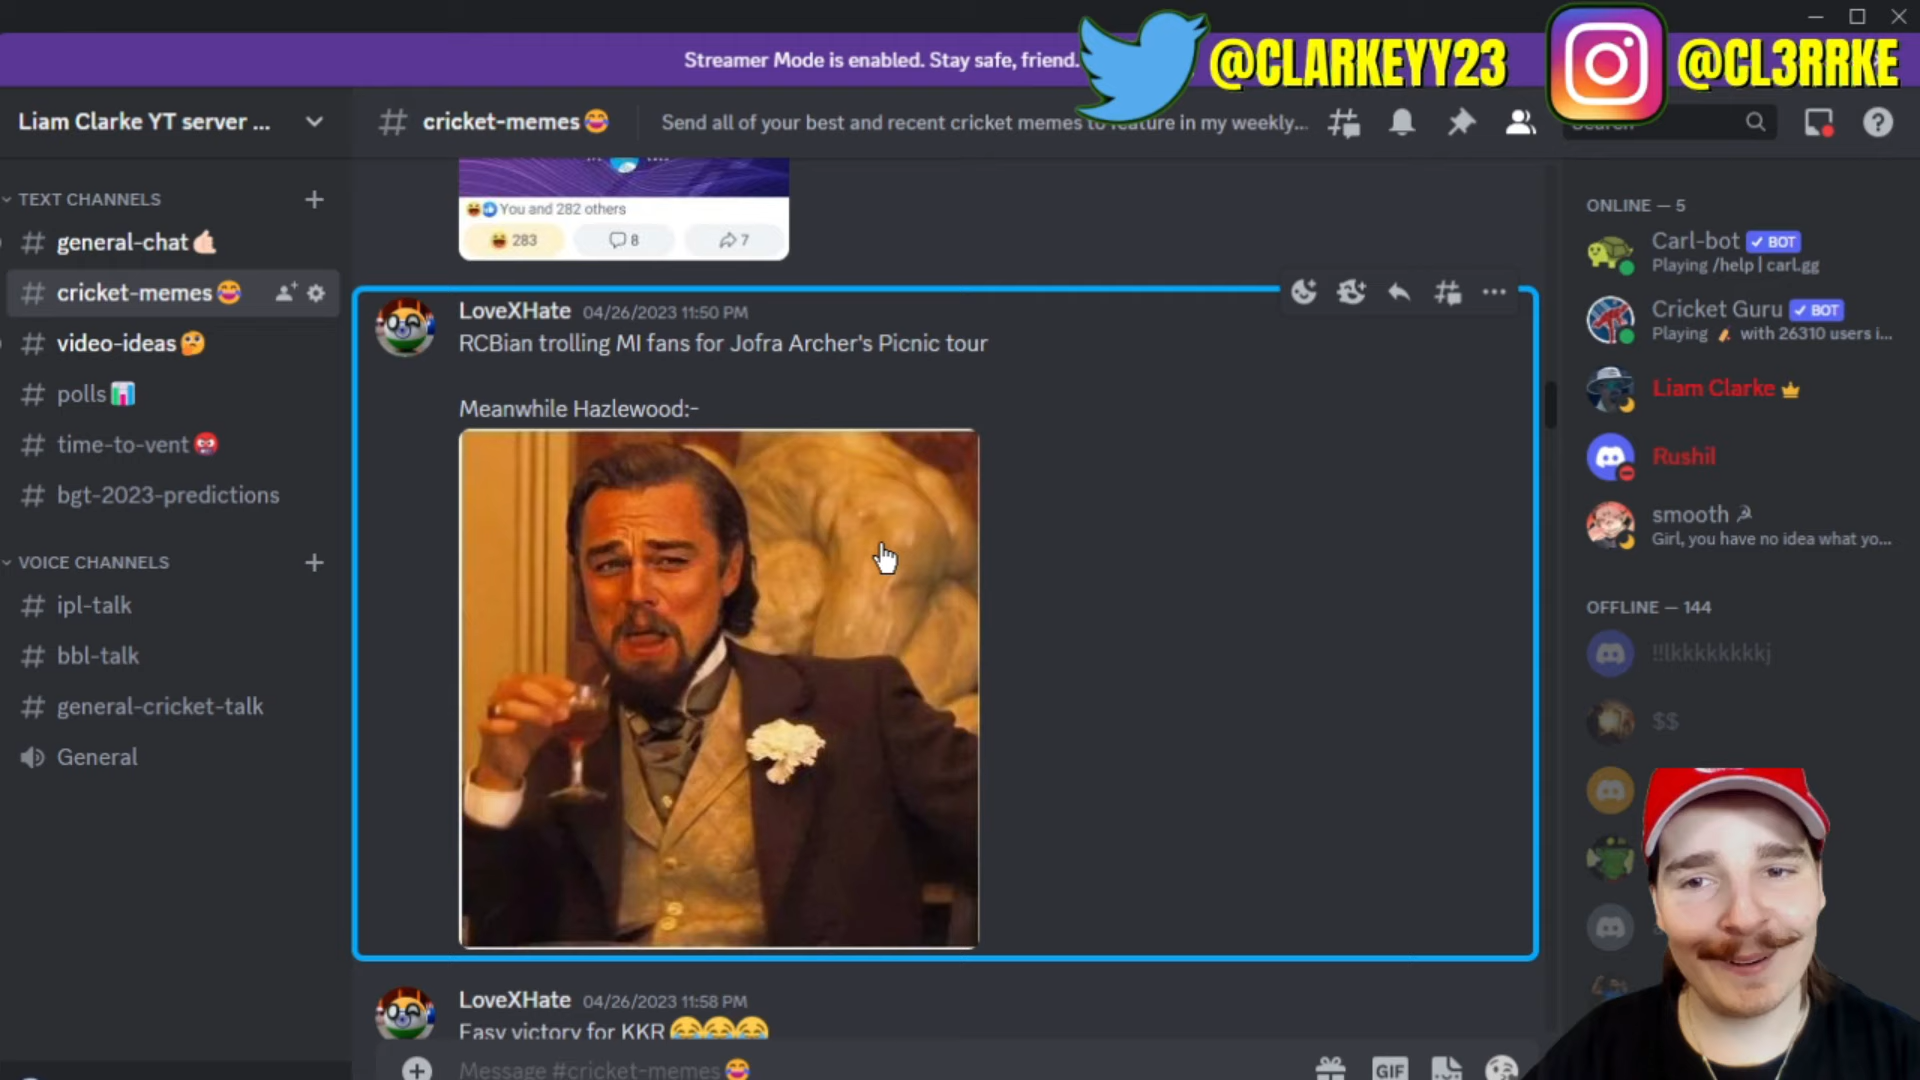 Streamer Mode is enabled. Stay safe, friend.
@CLARKEYY23
@CL3RRKE
Liam Clarke YT server ...
cricket-memes😂
Send all of your best and recent cricket memes to feature in my weekly...
TEXT CHANNELS
general-chat
cricket-memes😂
video-ideas🤔
polls📊
time-to-vent
bgt-2023-predictions
VOICE CHANNELS
ipl-talk
bbl-talk
general-cricket-talk
General
You and 282 others
283
8
7
LoveXHate 04/26/2023 11:50 PM
RCBian trolling MI fans for Jofra Archer's Picnic tour
Meanwhile Hazlewood:-
LoveXHate 04/26/2023 11:58 PM
Easy victory for KKR 😂😂😂
Message #cricket-memes😂
GIF
ONLINE — 5
Carl-bot ✓ BOT
Playing /help | carl.gg
Cricket Guru ✓ BOT
Playing 🏏 with 26310 users i...
Liam Clarke
Rushil
smooth ☭
Girl, you have no idea what yo...
OFFLINE — 144
!!lkkkkkkkj
$$